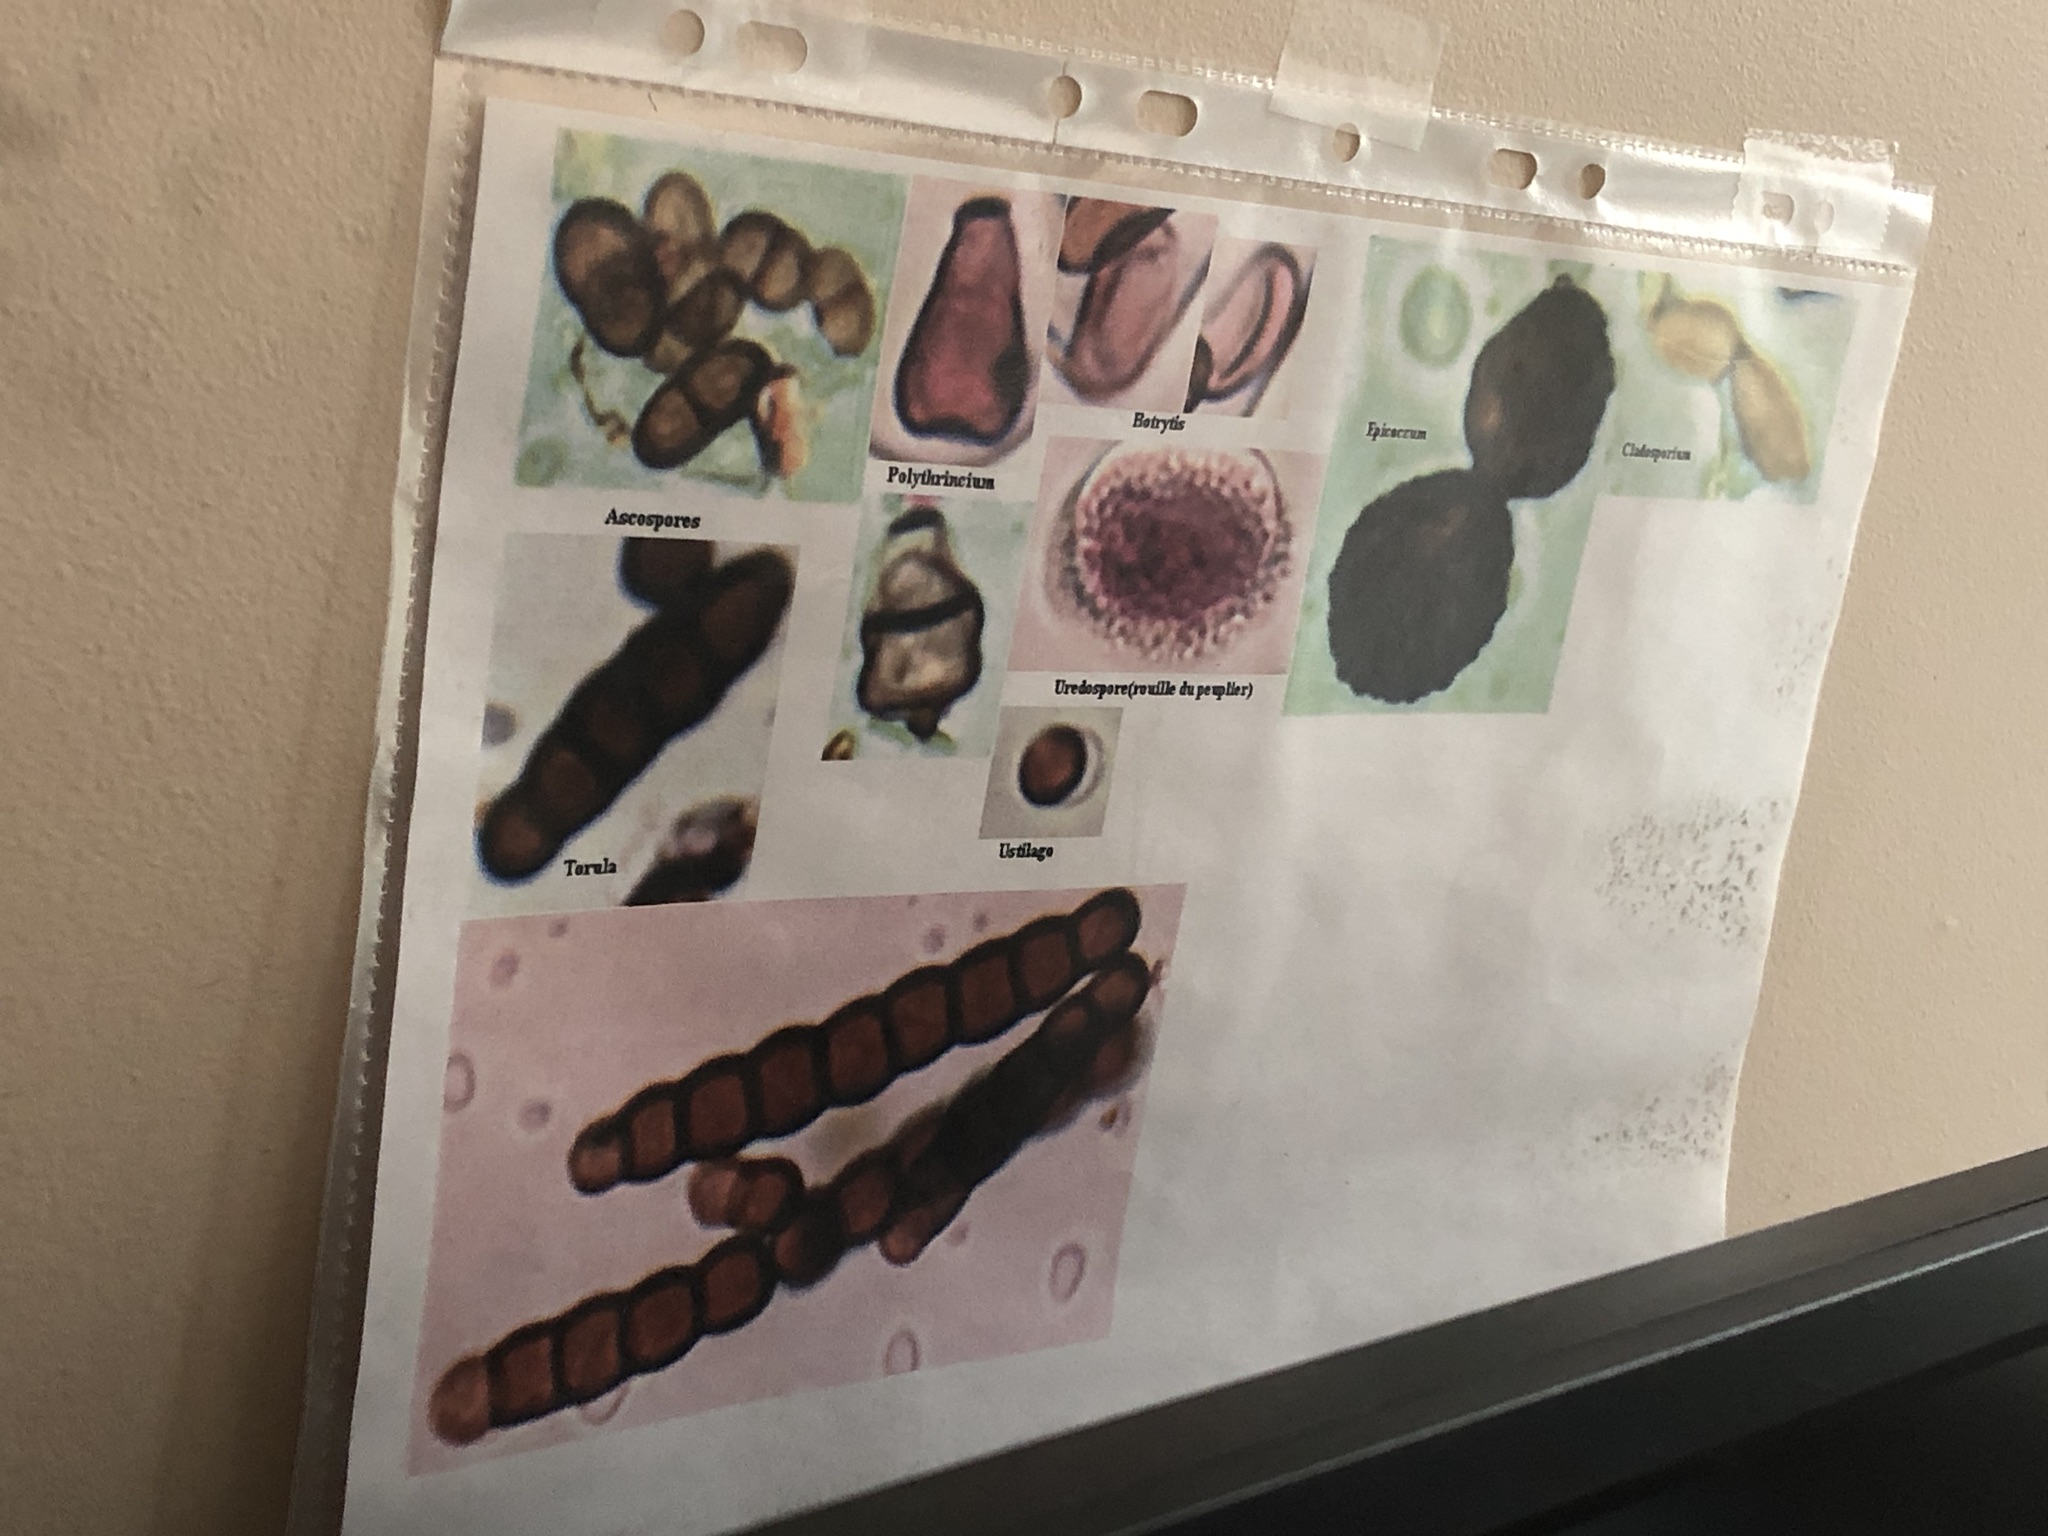 Ascospores
Polythrincium
Botrytis
Epicoccum
Cladosporium
Uredospore(rouille du peuplier)
Torula
Ustilago